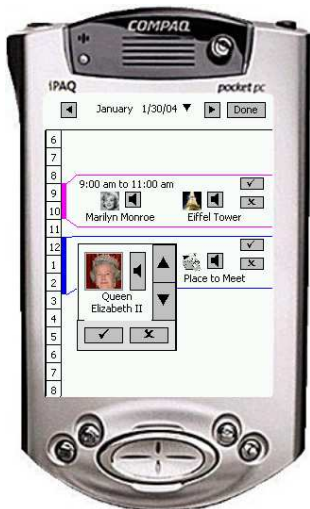 COMPAQ
iPAQ
pocket pc
January 1/30/04 Done
6
7
8
9:00 am to 11:00 am
9
10
Marilyn Monroe Eiffel Tower
11
12
1
Place to Meet
2
Queen
3
Elizabeth II
4
5
6
7
8